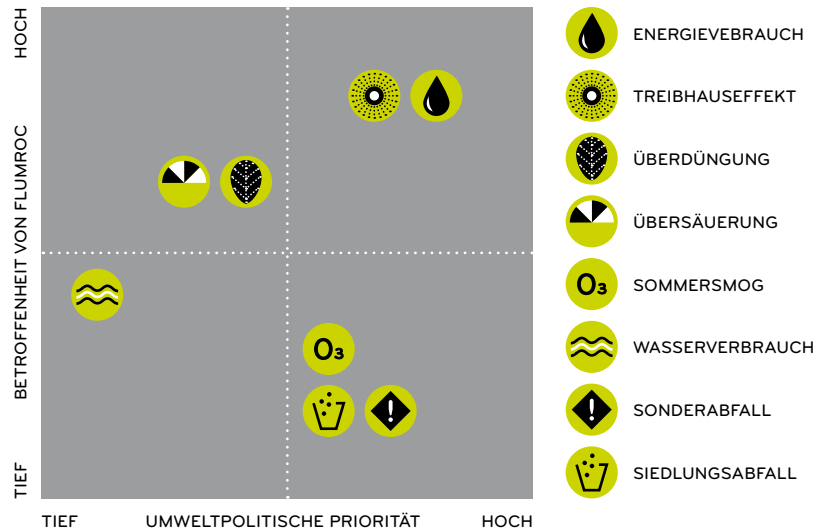 HOCH
BETROFFENHEIT VON FLUMROC
TIEF
TIEF
UMWELTPOLITISCHE PRIORITÄT
HOCH
O₃
ENERGIEVEBRAUCH
TREIBHAUSEFFEKT
ÜBERDÜNGUNG
ÜBERSÄUERUNG
O₃ SOMMERSMOG
WASSERVERBRAUCH
! SONDERABFALL
SIEDLUNGSABFALL
!